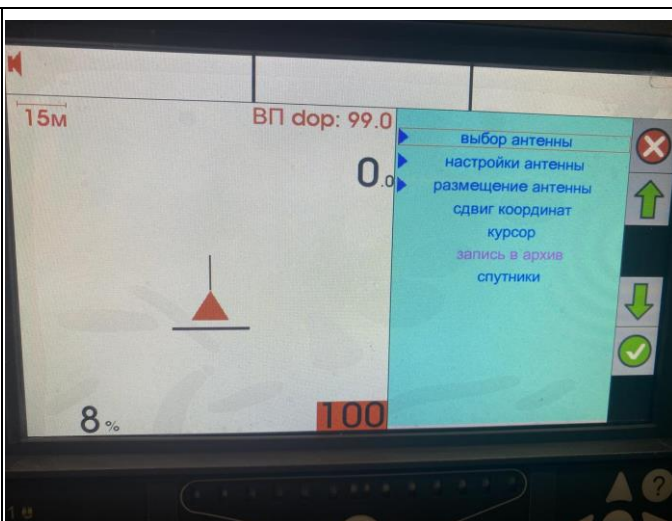 15м
ВП dop: 99.0
0.0
8%
100
выбор антенны
настройки антенны
размещение антенны
сдвиг координат
курсор
запись в архив
спутники
?